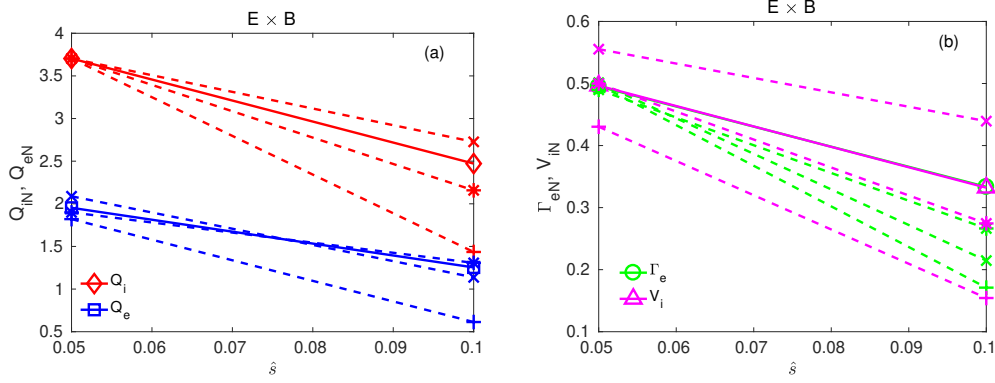 E × B
(a)
Q_iN, Q_eN
4
3.5
3
2.5
2
1.5
1
0.5
Q_i
Q_e
0.05 0.06 0.07 0.08 0.09 0.1
ŝ
E × B
(b)
Γ_eN, V_iN
0.6
0.5
0.4
0.3
0.2
0.1
Γ_e
V_i
0.05 0.06 0.07 0.08 0.09 0.1
ŝ